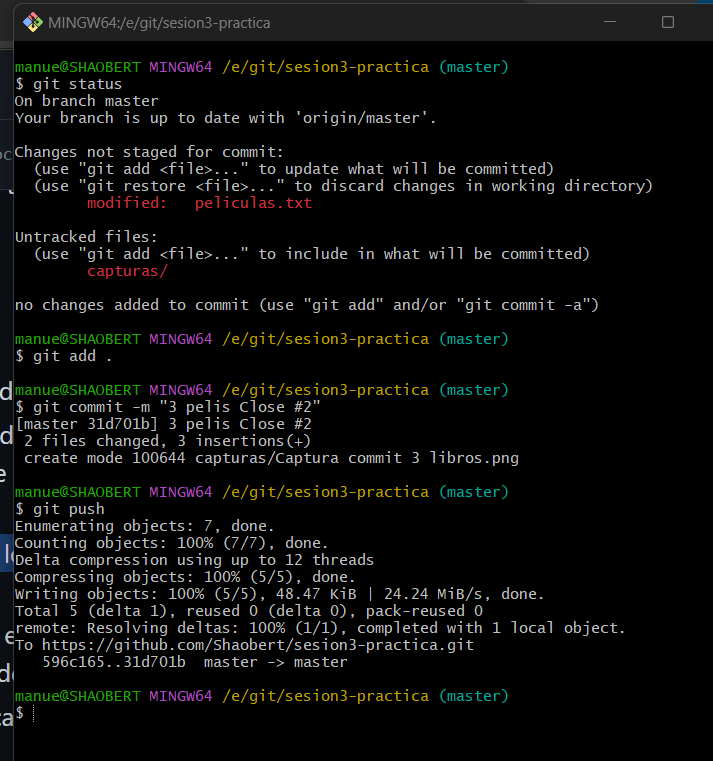 MINGW64:/e/git/sesion3-practica
manue@SHAOBERT MINGW64 /e/git/sesion3-practica (master)
$ git status
On branch master
Your branch is up to date with 'origin/master'.
Changes not staged for commit:
(use "git add <file>..." to update what will be committed)
(use "git restore <file>..." to discard changes in working directory)
modified: peliculas.txt
Untracked files:
(use "git add <file>..." to include in what will be committed)
capturas/
no changes added to commit (use "git add" and/or "git commit -a")
manue@SHAOBERT MINGW64 /e/git/sesion3-practica (master)
$ git add .
manue@SHAOBERT MINGW64 /e/git/sesion3-practica (master)
$ git commit -m "3 pelis Close #2"
[master 31d701b] 3 pelis Close #2
2 files changed, 3 insertions(+)
create mode 100644 capturas/Captura commit 3 libros.png
manue@SHAOBERT MINGW64 /e/git/sesion3-practica (master)
$ git push
Enumerating objects: 7, done.
Counting objects: 100% (7/7), done.
Delta compression using up to 12 threads
Compressing objects: 100% (5/5), done.
Writing objects: 100% (5/5), 48.47 KiB | 24.24 MiB/s, done.
Total 5 (delta 1), reused 0 (delta 0), pack-reused 0
remote: Resolving deltas: 100% (1/1), completed with 1 local object.
To https://github.com/Shaobert/sesion3-practica.git
596c165..31d701b master -> master
manue@SHAOBERT MINGW64 /e/git/sesion3-practica (master)
$